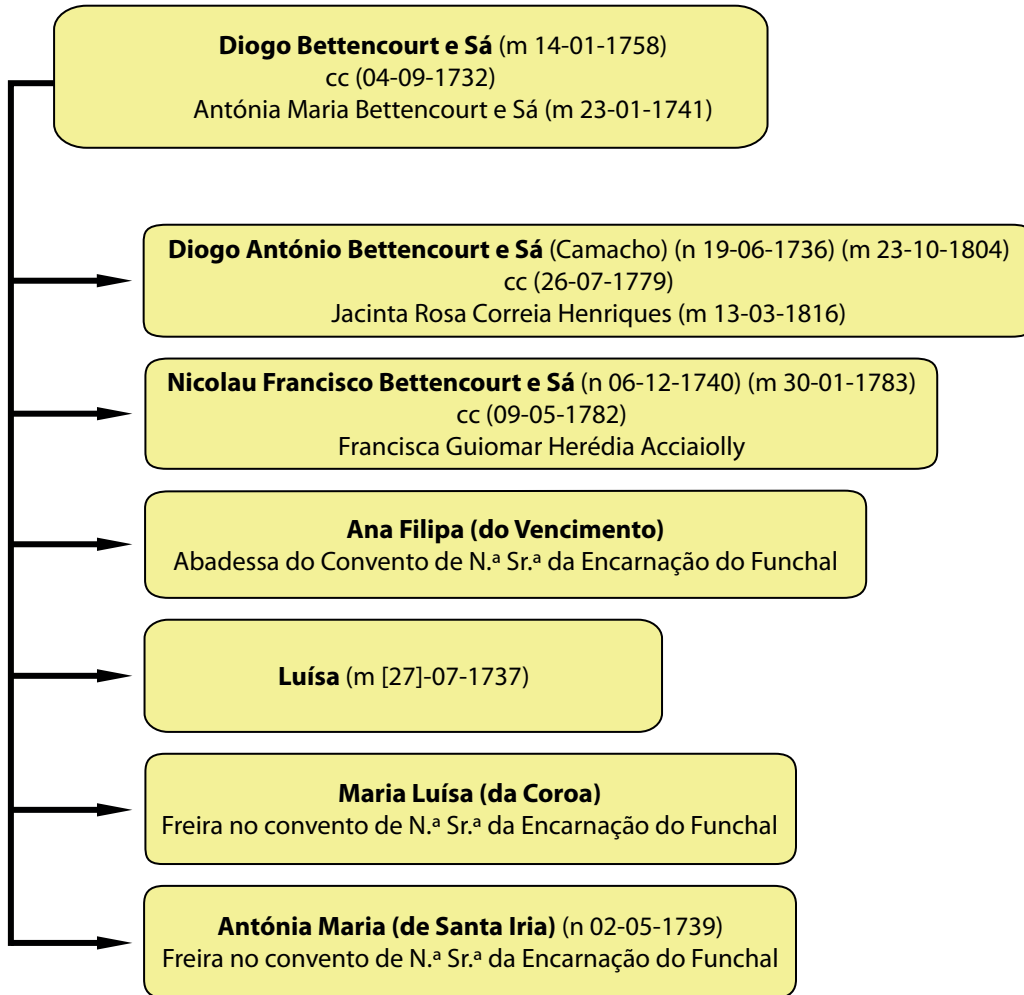 Diogo Bettencourt e Sá (m 14-01-1758)
cc (04-09-1732)
Antónia Maria Bettencourt e Sá (m 23-01-1741)
Diogo António Bettencourt e Sá (Camacho) (n 19-06-1736) (m 23-10-1804)
cc (26-07-1779)
Jacinta Rosa Correia Henriques (m 13-03-1816)
Nicolau Francisco Bettencourt e Sá (n 06-12-1740) (m 30-01-1783)
cc (09-05-1782)
Francisca Guiomar Herédia Acciaiolly
Ana Filipa (do Vencimento)
Abadessa do Convento de N.ª Sr.ª da Encarnação do Funchal
Luísa (m [27]-07-1737)
Maria Luísa (da Coroa)
Freira no convento de N.ª Sr.ª da Encarnação do Funchal
Antónia Maria (de Santa Iria) (n 02-05-1739)
Freira no convento de N.ª Sr.ª da Encarnação do Funchal